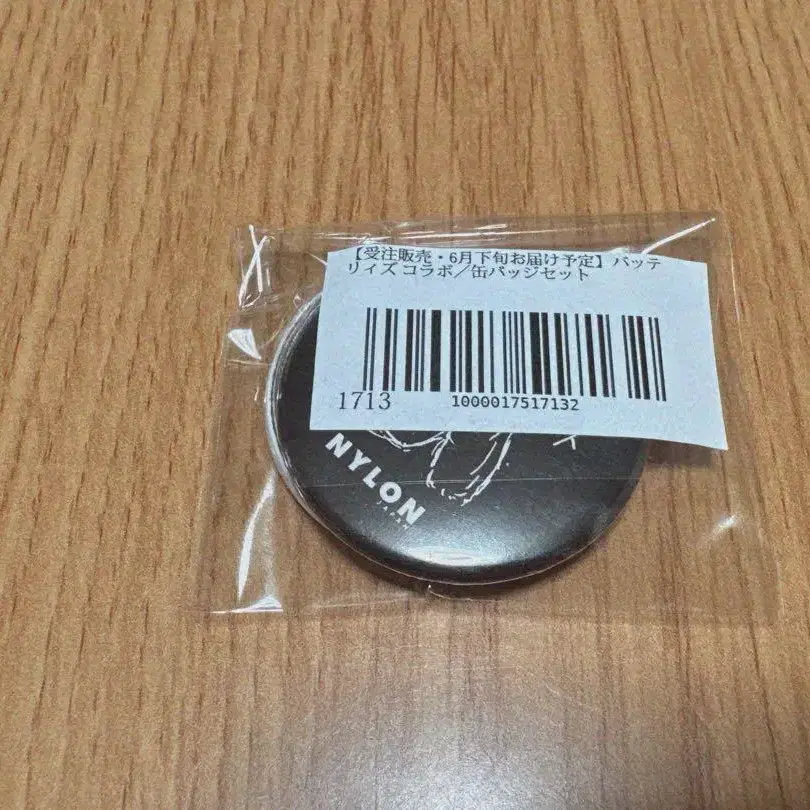 【受注販売・6月下旬お届け予定】バッテ
リィズ コラボ／缶バッジセット
1713
1000017517132
NYLON
JAPAN